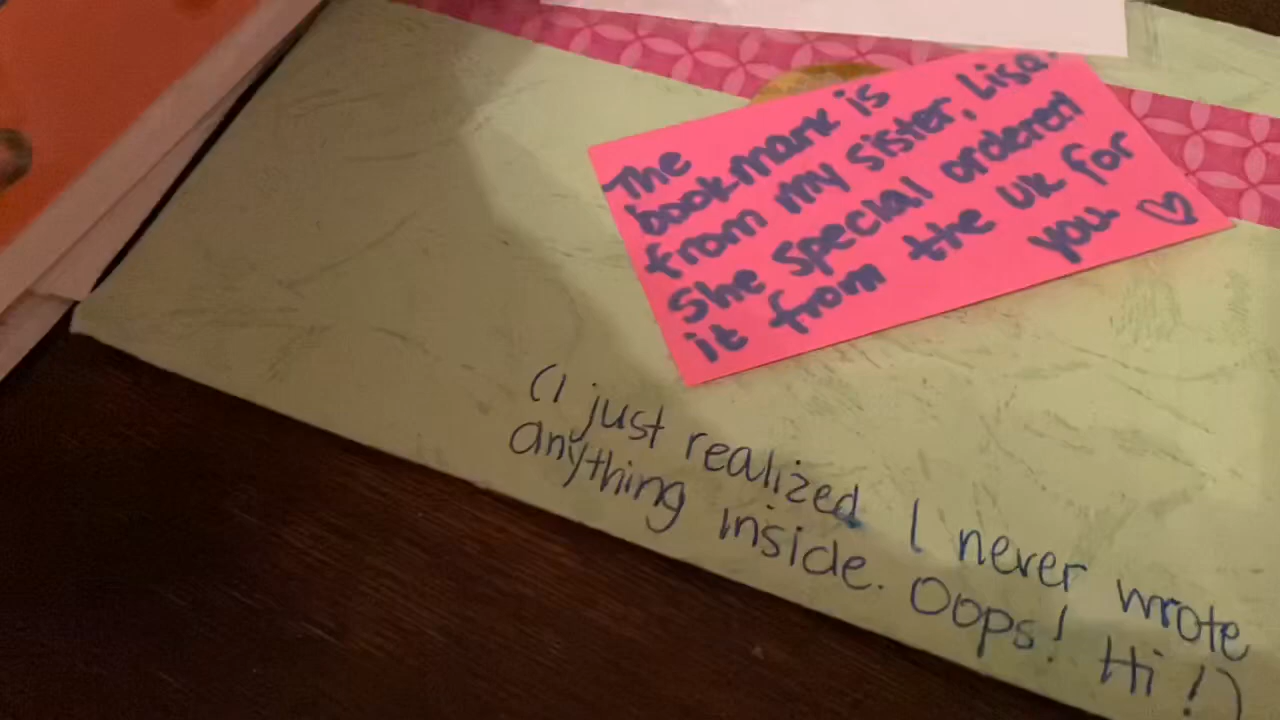 The
bookmark is
from my sister, Lisa.
She special ordered
it from the UK for
you ♡
(I just realized I never wrote
anything inside. Oops! Hi!)